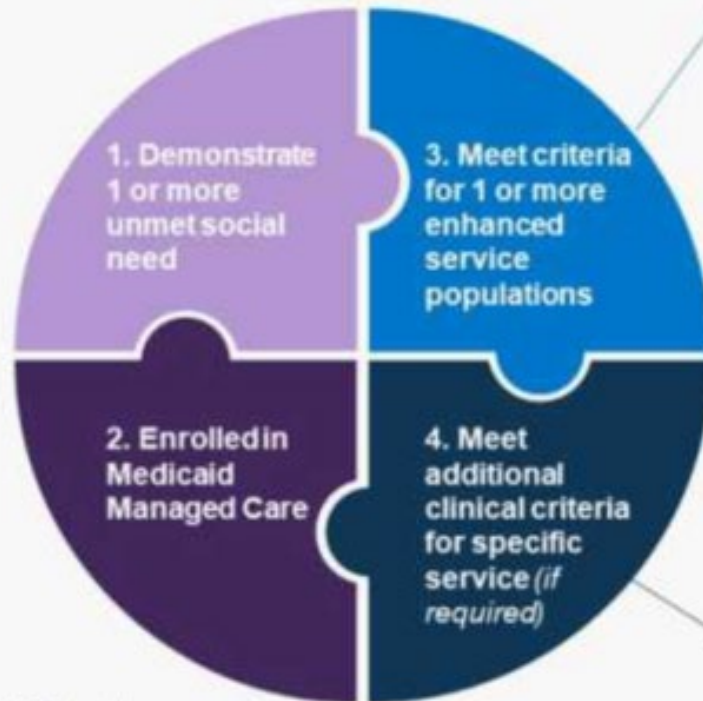 1. Demonstrate
1 or more
unmet social
need
2. Enrolled in
Medicaid
Managed Care
3. Meet criteria
for 1 or more
enhanced
service
populations
4. Meet
additional
clinical criteria
for specific
service (if
required)